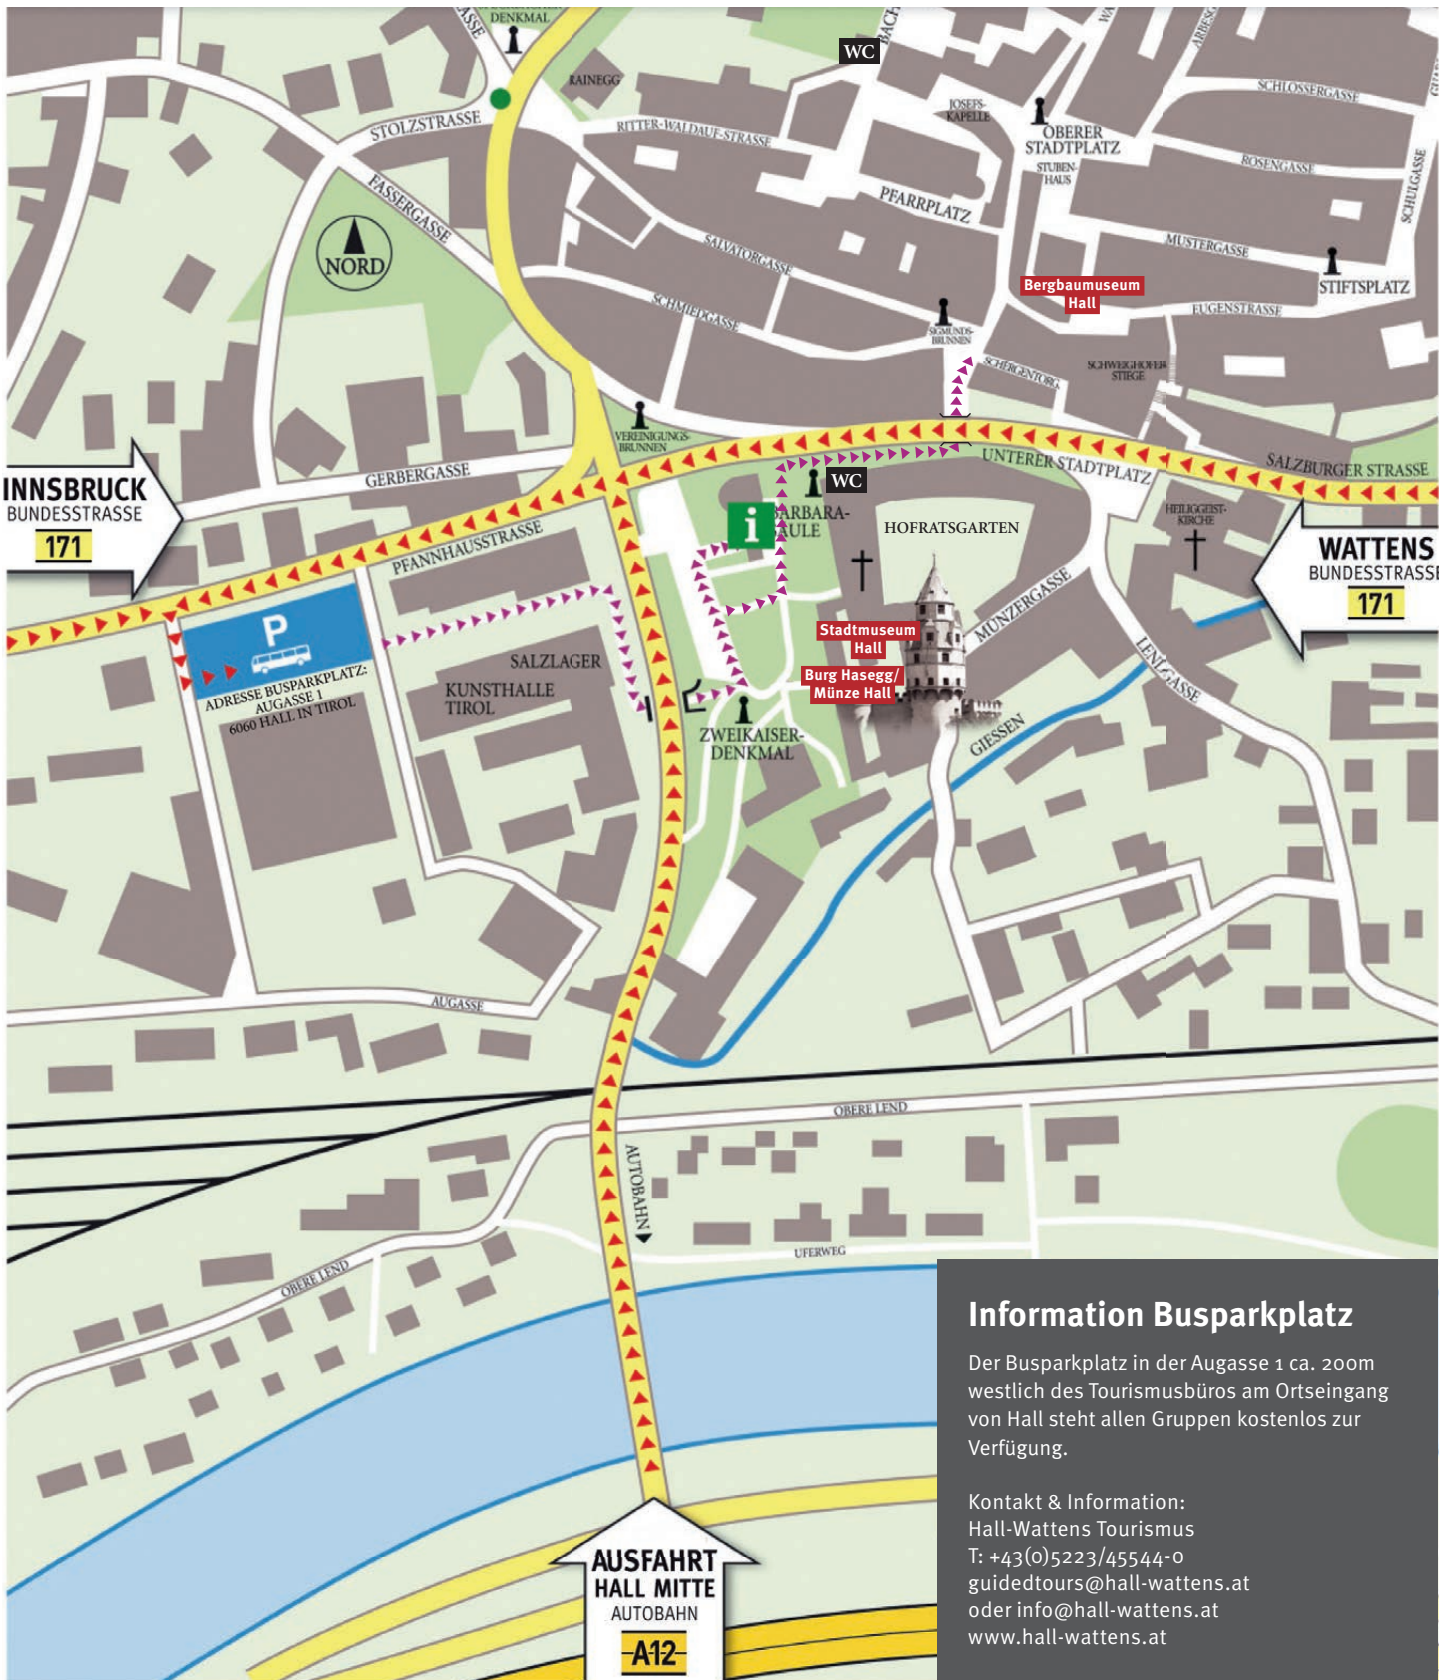 DENKMAL
WC
BACH
RAINEGG
STOLZSTRASSE
RITTER-WALDAUF-STRASSE
JOSEFS-
KAPELLE
OBERER
STADTPLATZ
STUBEN-
HAUS
SCHLOSSERGASSE
ROSENGASSE
SCHULGASSE
FASSERGASSE
PFARRPLATZ
NORD
SALVATORGASSE
MUSTERGASSE
STIFTSPLATZ
Bergbaumuseum
Hall
EUGENSTRASSE
SCHMIEDGASSE
SIGMUNDS-
BRUNNEN
SCHERGENTORG.
SCHWEIGHOFER
STIEGE
VEREINIGUNGS-
BRUNNEN
GERBERGASSE
UNTERER STADTPLATZ
SALZBURGER STRASSE
INNSBRUCK
BUNDESSTRASSE
171
WC
i
BARBARA-
SÄULE
HOFRATSGARTEN
HEILIGGEIST-
KIRCHE
PFANNHAUSSTRASSE
WATTENS
BUNDESSTRASSE
171
P
ADRESSE BUSPARKPLATZ:
AUGASSE 1
6060 HALL IN TIROL
SALZLAGER
KUNSTHALLE
TIROL
Stadtmuseum
Hall
Burg Hasegg/
Münze Hall
MÜNZERGASSE
LENDGASSE
ZWEIKAISER-
DENKMAL
GIESSEN
AUGASSE
OBERE LEND
AUTOBAHN
UFERWEG
OBERE LEND
AUSFAHRT
HALL MITTE
AUTOBAHN
A12
Information Busparkplatz
Der Busparkplatz in der Augasse 1 ca. 200m
westlich des Tourismusbüros am Ortseingang
von Hall steht allen Gruppen kostenlos zur
Verfügung.
Kontakt & Information:
Hall-Wattens Tourismus
T: +43(0)5223/45544-0
guidedtours@hall-wattens.at
oder info@hall-wattens.at
www.hall-wattens.at